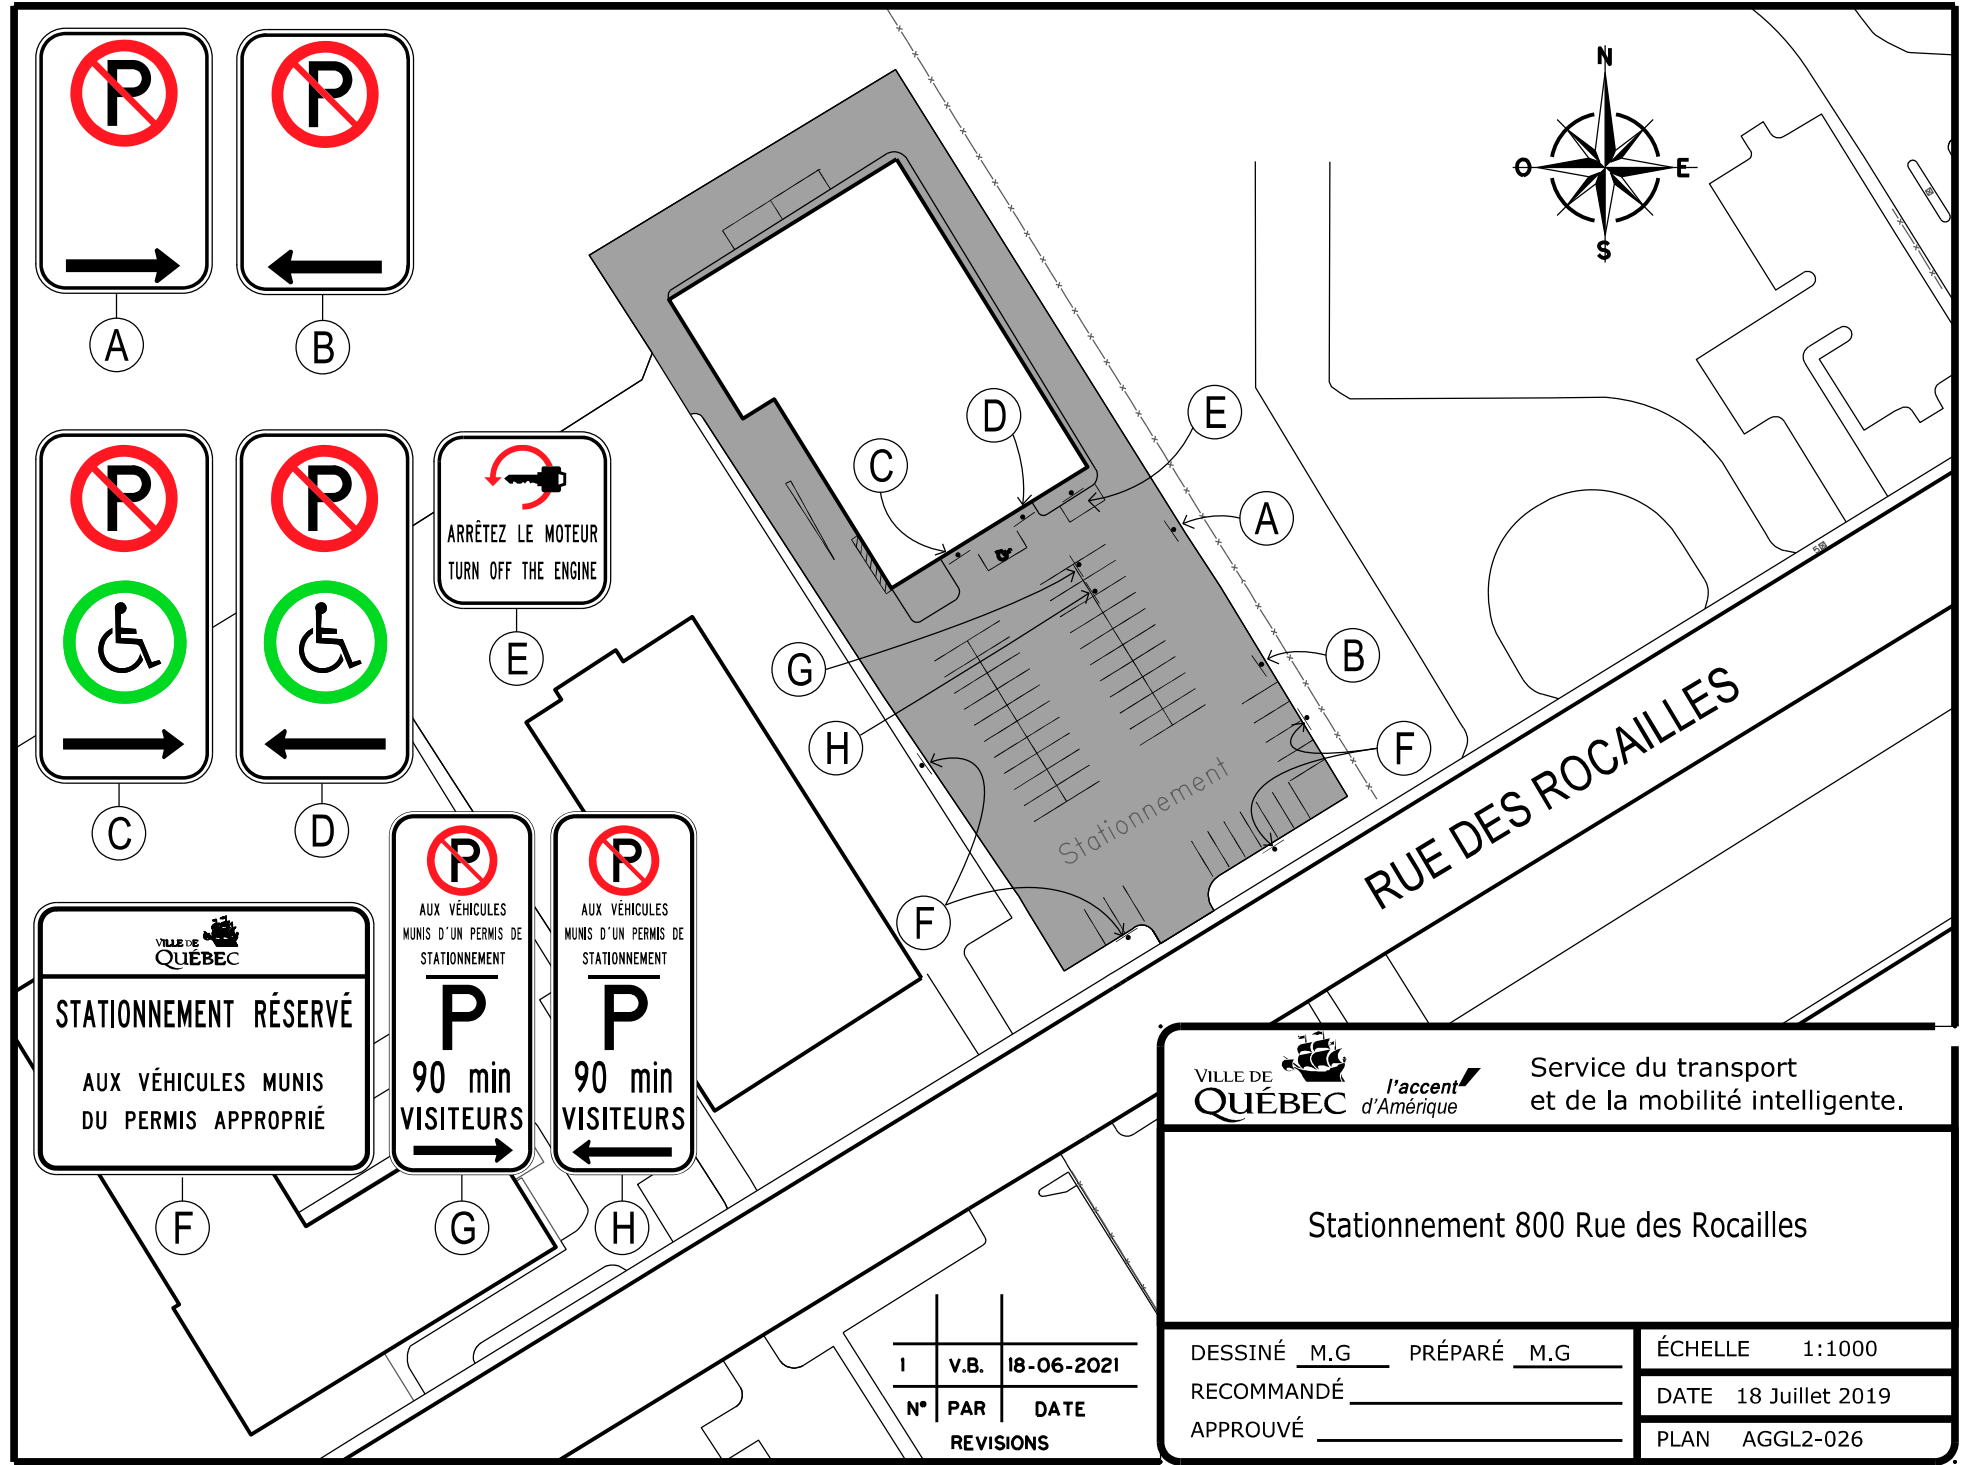 P
P
A
B
P
P
C
D
ARRÊTEZ LE MOTEUR
TURN OFF THE ENGINE
E
VILLE DE
QUÉBEC
STATIONNEMENT RÉSERVÉ
AUX VÉHICULES MUNIS
DU PERMIS APPROPRIÉ
F
P
AUX VÉHICULES
MUNIS D'UN PERMIS DE
STATIONNEMENT
P
90 min
VISITEURS
G
P
AUX VÉHICULES
MUNIS D'UN PERMIS DE
STATIONNEMENT
P
90 min
VISITEURS
H
N
O
E
S
D
E
C
A
G
B
H
F
F
Stationnement
RUE DES ROCAILLES
VILLE DE
QUÉBEC
l'accent
d'Amérique
Service du transport
et de la mobilité intelligente.
Stationnement 800 Rue des Rocailles
DESSINÉ M.G PRÉPARÉ M.G
RECOMMANDÉ
APPROUVÉ
ÉCHELLE 1:1000
DATE 18 Juillet 2019
PLAN AGGL2-026
1 V.B. 18-06-2021
N° PAR DATE
REVISIONS